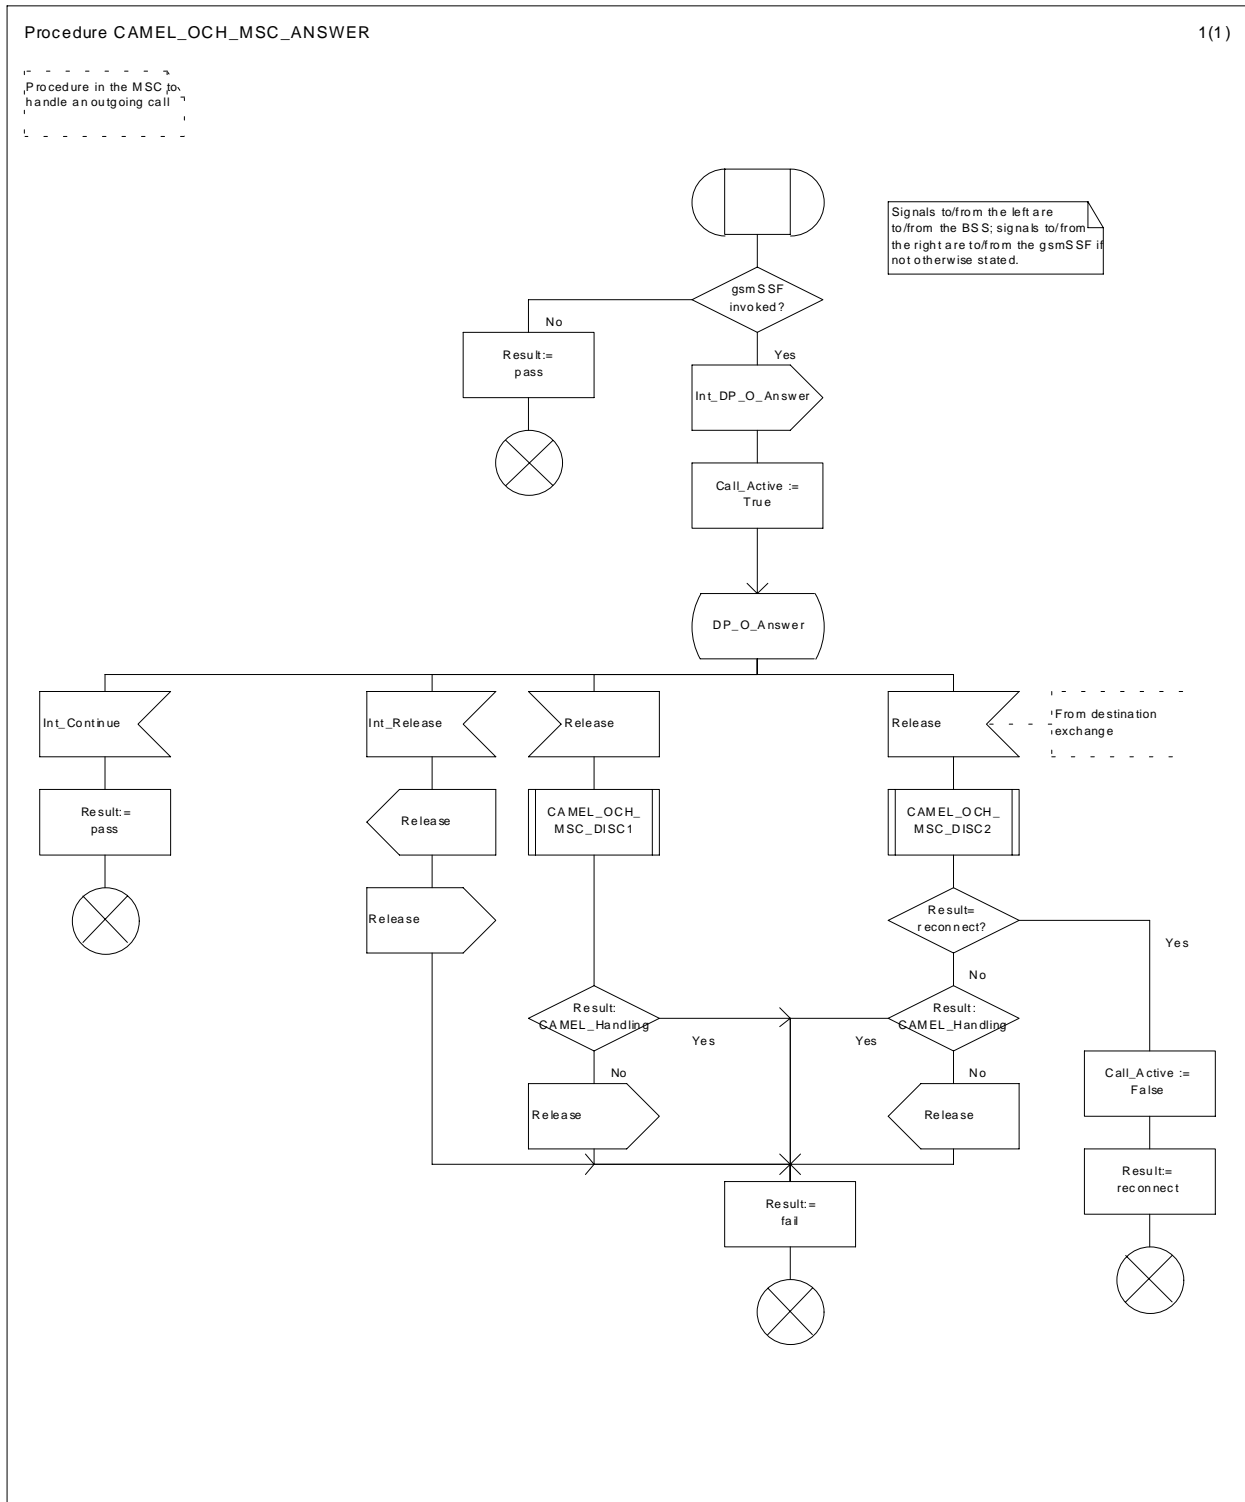 Procedure CAMEL_OCH_MSC_ANSWER
1(1)
Procedure in the MSC to
handle an outgoing call
Signals to/from the left are
to/from the BSS; signals to/from
the right are to/from the gsmSSF if
not otherwise stated.
gsmSSF
invoked?
No
Yes
Result:=
pass
Int_DP_O_Answer
Call_Active :=
True
DP_O_Answer
Int_Continue
Int_Release
Release
Release
From destination
exchange
Result:=
pass
Release
CAMEL_OCH_
MSC_DISC1
CAMEL_OCH_
MSC_DISC2
Release
Result=
reconnect?
Yes
No
Result:
CAMEL_Handling
Yes
Yes
Result:
CAMEL_Handling
No
No
Release
Release
Call_Active :=
False
Result:=
reconnect
Result:=
fail